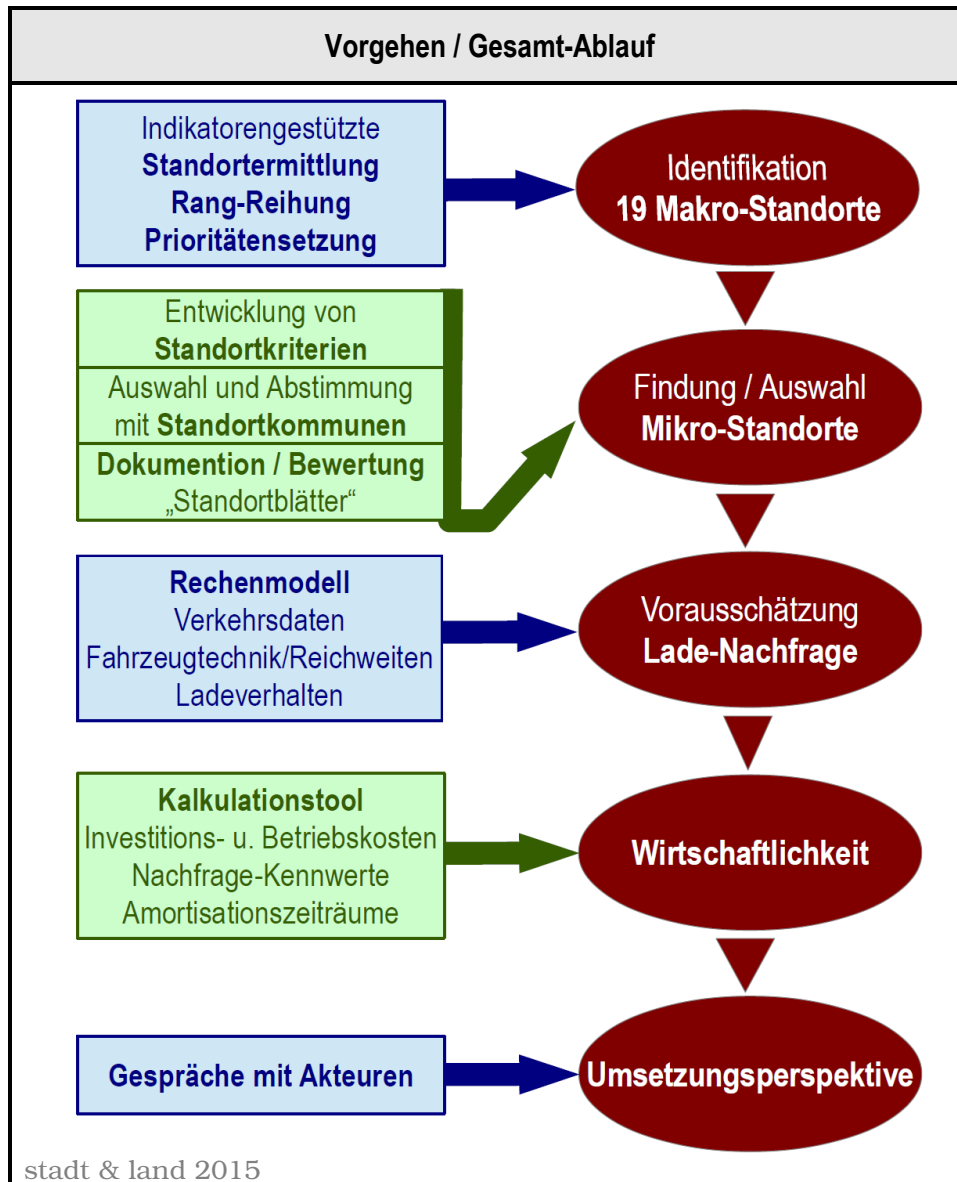 Vorgehen / Gesamt-Ablauf
Indikatorengestützte
Standortermittlung
Rang-Reihung
Prioritätensetzung
Identifikation
19 Makro-Standorte
Entwicklung von
Standortkriterien
Auswahl und Abstimmung
mit Standortkommunen
Dokumention / Bewertung
„Standortblätter“
Findung / Auswahl
Mikro-Standorte
Rechenmodell
Verkehrsdaten
Fahrzeugtechnik/Reichweiten
Ladeverhalten
Vorausschätzung
Lade-Nachfrage
Kalkulationstool
Investitions- u. Betriebskosten
Nachfrage-Kennwerte
Amortisationszeiträume
Wirtschaftlichkeit
Gespräche mit Akteuren
Umsetzungsperspektive
stadt & land 2015